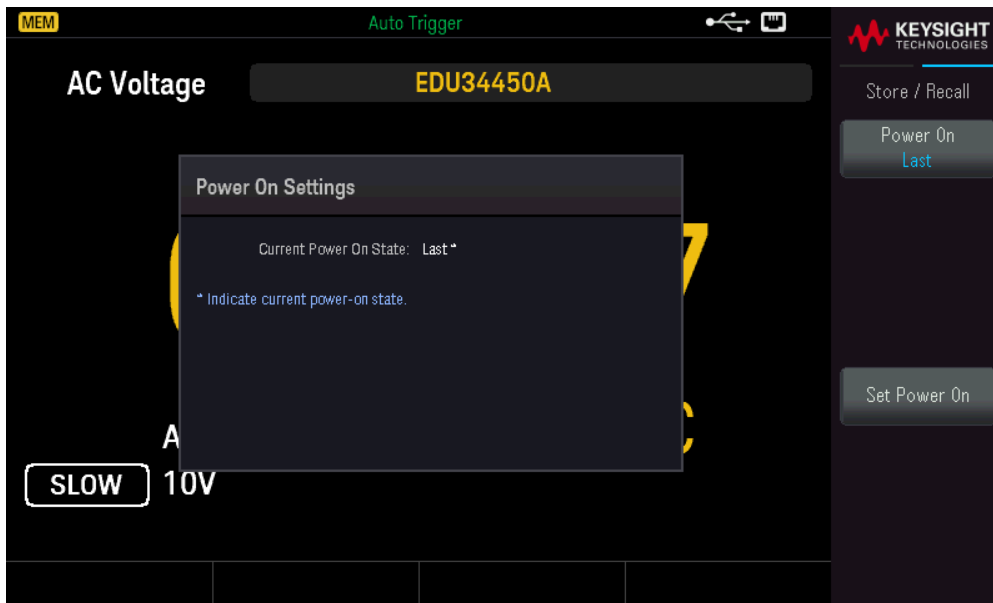 MEM
Auto Trigger
KEYSIGHT
TECHNOLOGIES
AC Voltage
EDU34450A
Store / Recall
Power On
Last
Power On Settings
Current Power On State: Last *
* Indicate current power-on state.
Set Power On
SLOW
10V